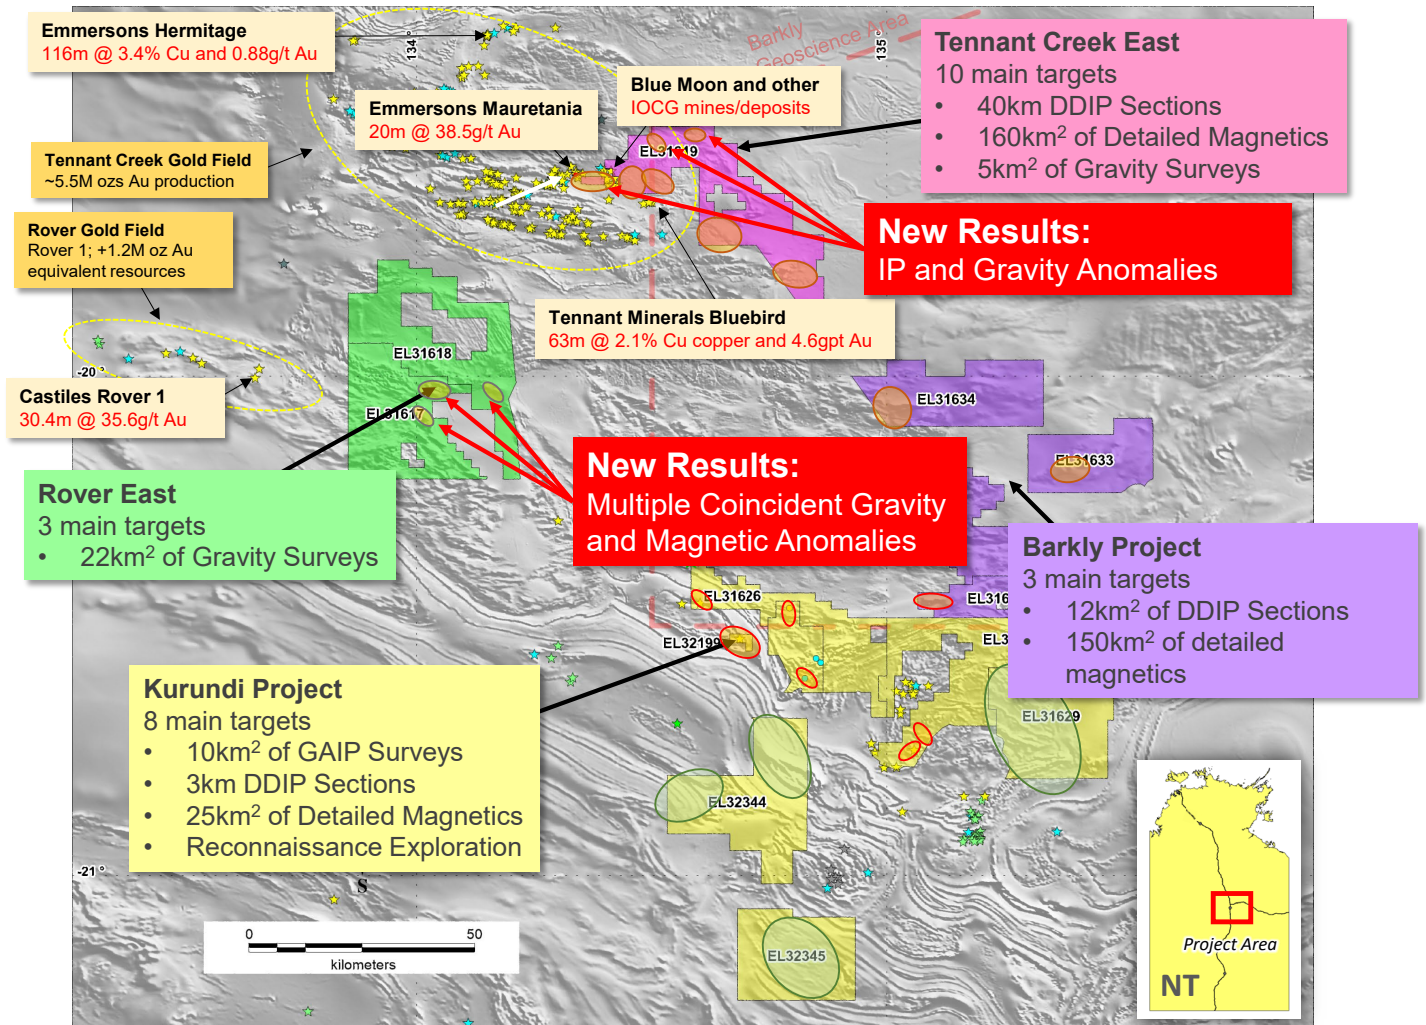 Emmersons Hermitage
116m @ 3.4% Cu and 0.88g/t Au
134 °
Barkly
Geoscience Area
135 °
Tennant Creek East
10 main targets
• 40km DDIP Sections
• 160km² of Detailed Magnetics
• 5km² of Gravity Surveys
Blue Moon and other
IOCG mines/deposits
Emmersons Mauretania
20m @ 38.5g/t Au
EL31619
Tennant Creek Gold Field
~5.5M ozs Au production
Rover Gold Field
Rover 1; +1.2M oz Au
equivalent resources
New Results:
IP and Gravity Anomalies
Tennant Minerals Bluebird
63m @ 2.1% Cu copper and 4.6gpt Au
EL31618
-20 °
Castiles Rover 1
30.4m @ 35.6g/t Au
EL31617
EL31634
EL31633
New Results:
Multiple Coincident Gravity
and Magnetic Anomalies
Rover East
3 main targets
• 22km² of Gravity Surveys
Barkly Project
3 main targets
• 12km² of DDIP Sections
• 150km² of detailed
magnetics
EL31626
EL316
EL32199
EL3
Kurundi Project
8 main targets
• 10km² of GAIP Surveys
• 3km DDIP Sections
• 25km² of Detailed Magnetics
• Reconnaissance Exploration
EL31629
EL32344
-21 °
S
0 50
kilometers
EL32345
Project Area
NT